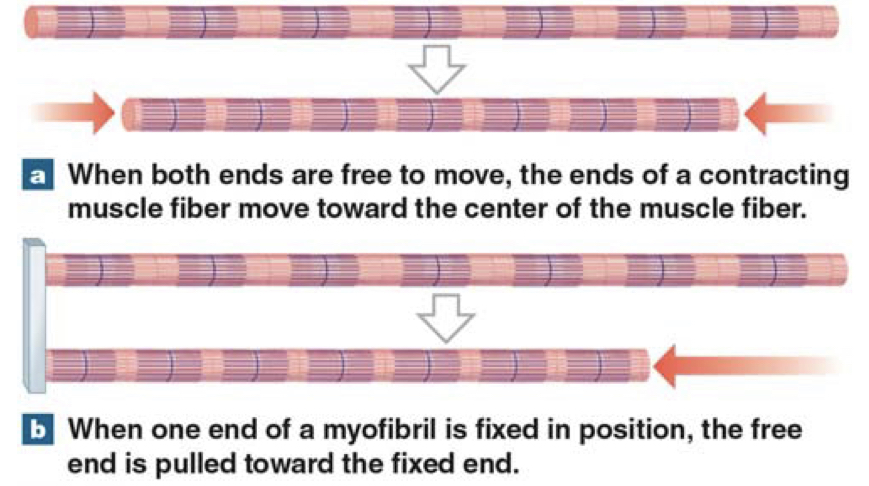 a When both ends are free to move, the ends of a contracting
muscle fiber move toward the center of the muscle fiber.
b When one end of a myofibril is fixed in position, the free
end is pulled toward the fixed end.